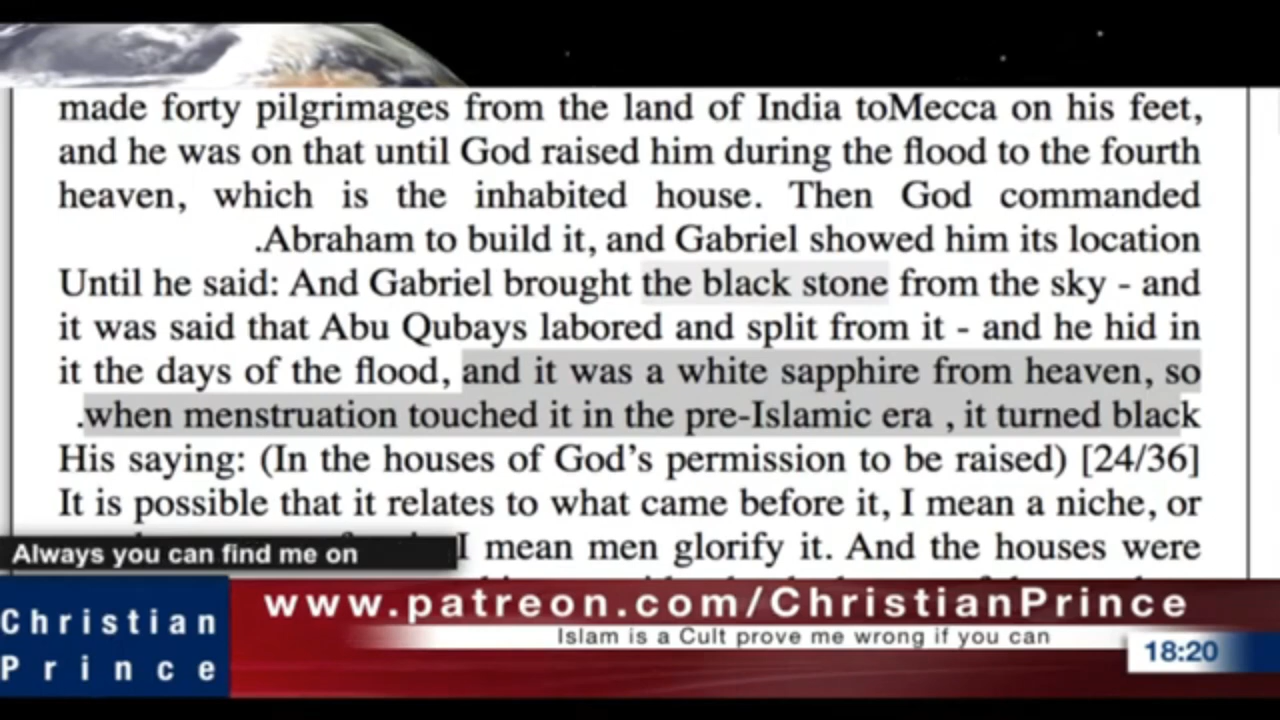 made forty pilgrimages from the land of India toMecca on his feet,
and he was on that until God raised him during the flood to the fourth
heaven, which is the inhabited house. Then God commanded
.Abraham to build it, and Gabriel showed him its location
Until he said: And Gabriel brought the black stone from the sky - and
it was said that Abu Qubays labored and split from it - and he hid in
it the days of the flood, and it was a white sapphire from heaven, so
.when menstruation touched it in the pre-Islamic era , it turned black
His saying: (In the houses of God’s permission to be raised) [24/36]
It is possible that it relates to what came before it, I mean a niche, or
I mean men glorify it. And the houses were
Always you can find me on
www.patreon.com/ChristianPrince
Christian
Prince
Islam is a Cult prove me wrong if you can
18:20